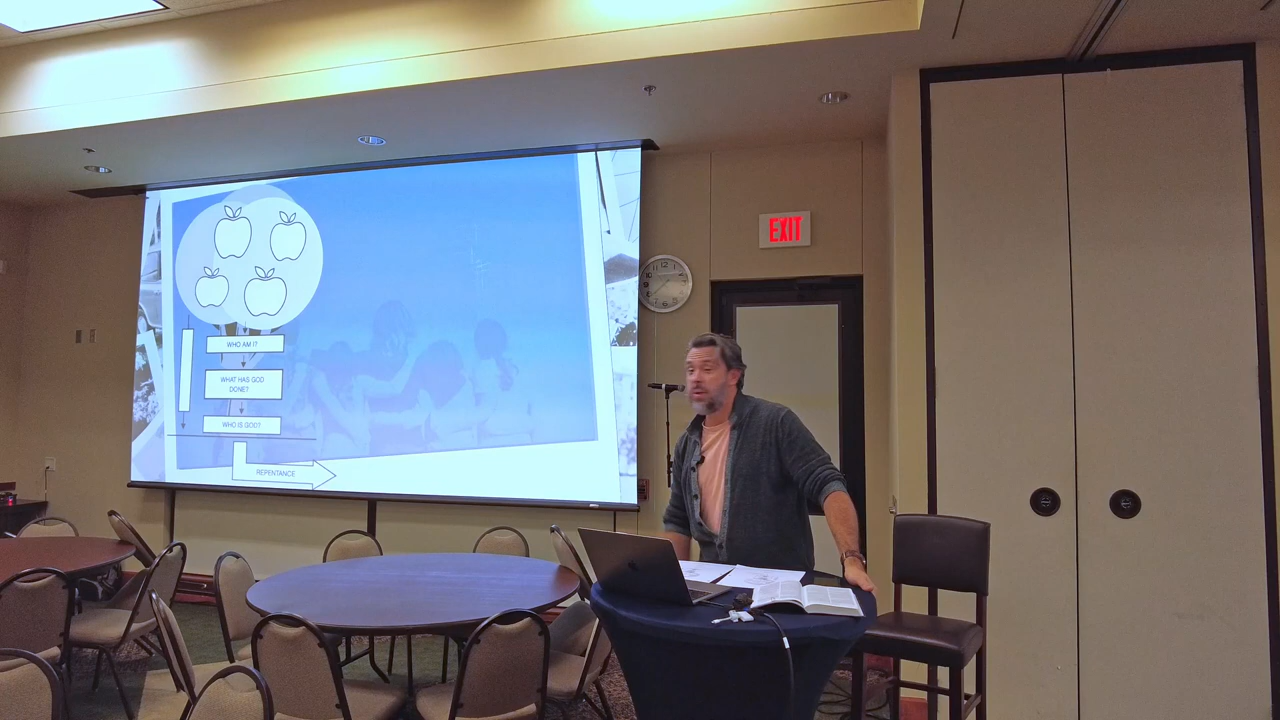 WHO AM I?
WHAT HAS GOD
DONE?
WHO IS GOD?
REPENTANCE
EXIT